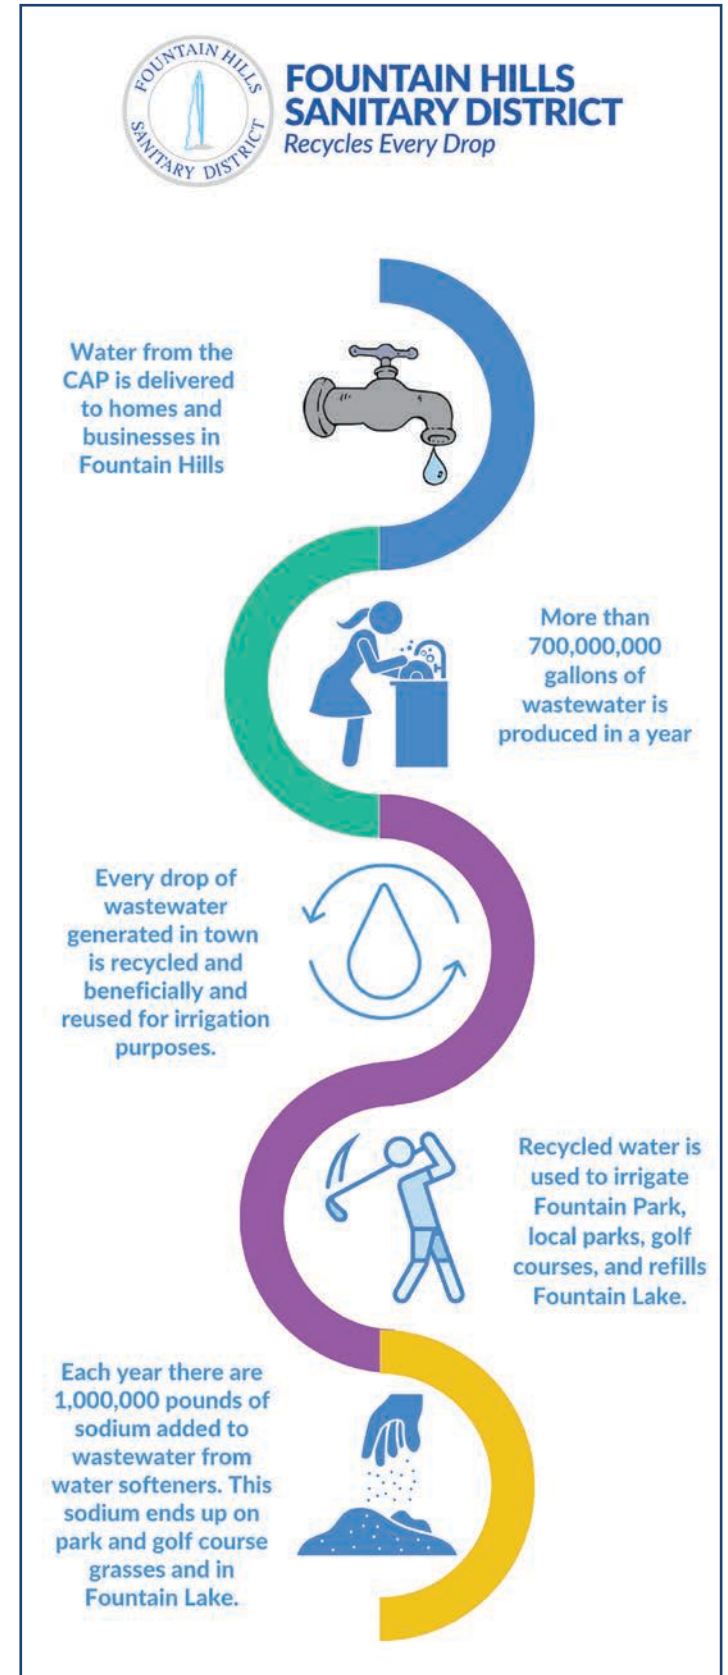 FOUNTAIN HILLS
SANITARY DISTRICT
FOUNTAIN HILLS
SANITARY DISTRICT
Recycles Every Drop
Water from the
CAP is delivered
to homes and
businesses in
Fountain Hills
More than
700,000,000
gallons of
wastewater is
produced in a year
Every drop of
wastewater
generated in town
is recycled and
beneficially and
reused for irrigation
purposes.
Recycled water is
used to irrigate
Fountain Park,
local parks, golf
courses, and refills
Fountain Lake.
Each year there are
1,000,000 pounds of
sodium added to
wastewater from
water softeners. This
sodium ends up on
park and golf course
grasses and in
Fountain Lake.